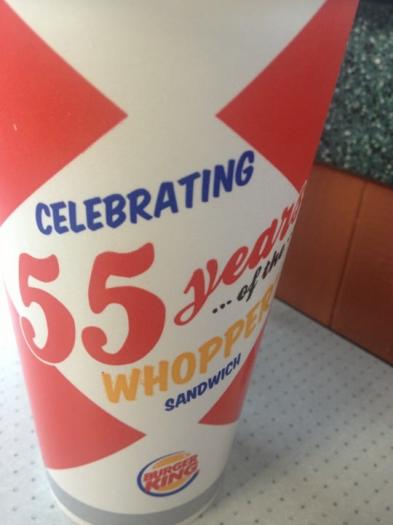 CELEBRATING
55 years
... of the
WHOPPER
SANDWICH
BURGER
KING